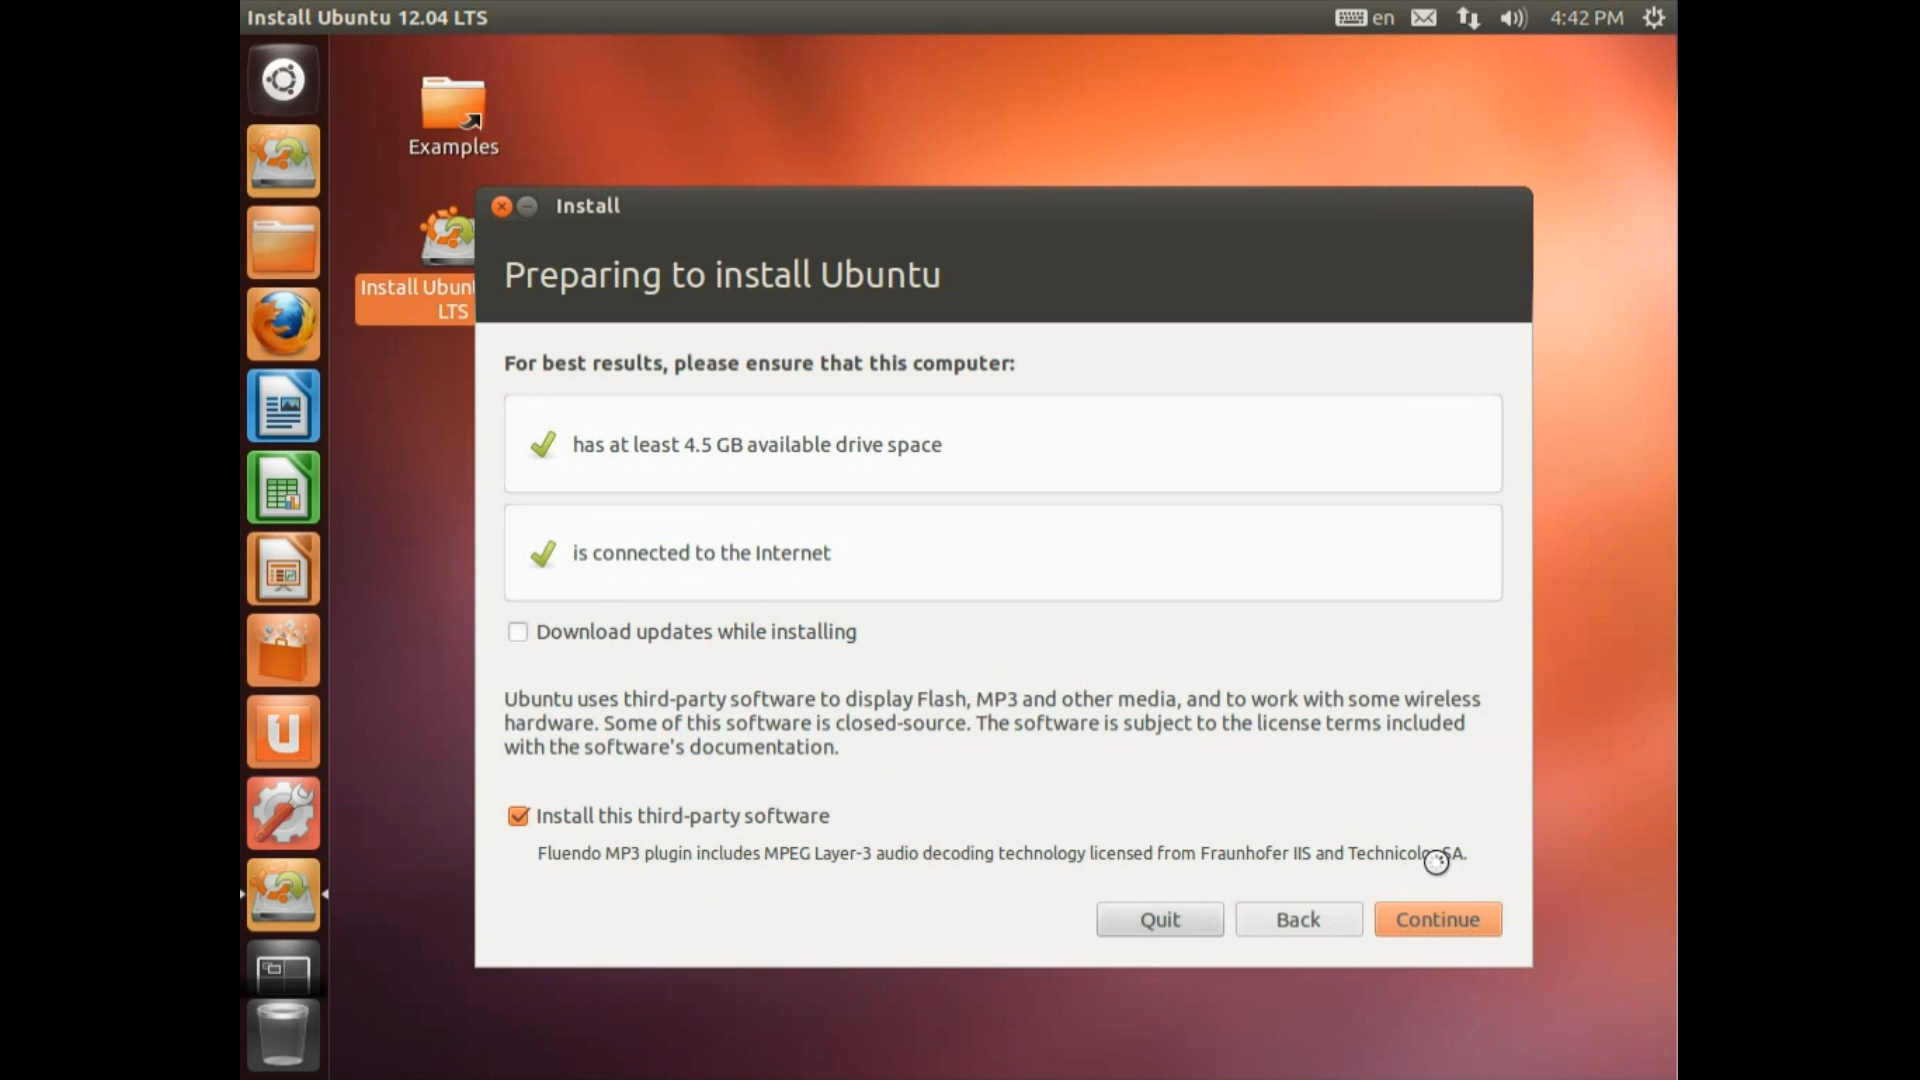 Install Ubuntu 12.04 LTS
en
4:42 PM
Examples
Install
LTS
Install
Preparing to install Ubuntu
For best results, please ensure that this computer:
has at least 4.5 GB available drive space
is connected to the Internet
Download updates while installing
Ubuntu uses third-party software to display Flash, MP3 and other media, and to work with some wireless
hardware. Some of this software is closed-source. The software is subject to the license terms included
with the software's documentation.
Install this third-party software
Fluendo MP3 plugin includes MPEG Layer-3 audio decoding technology licensed from Fraunhofer IIS and Technicolor SA.
Quit
Back
Continue